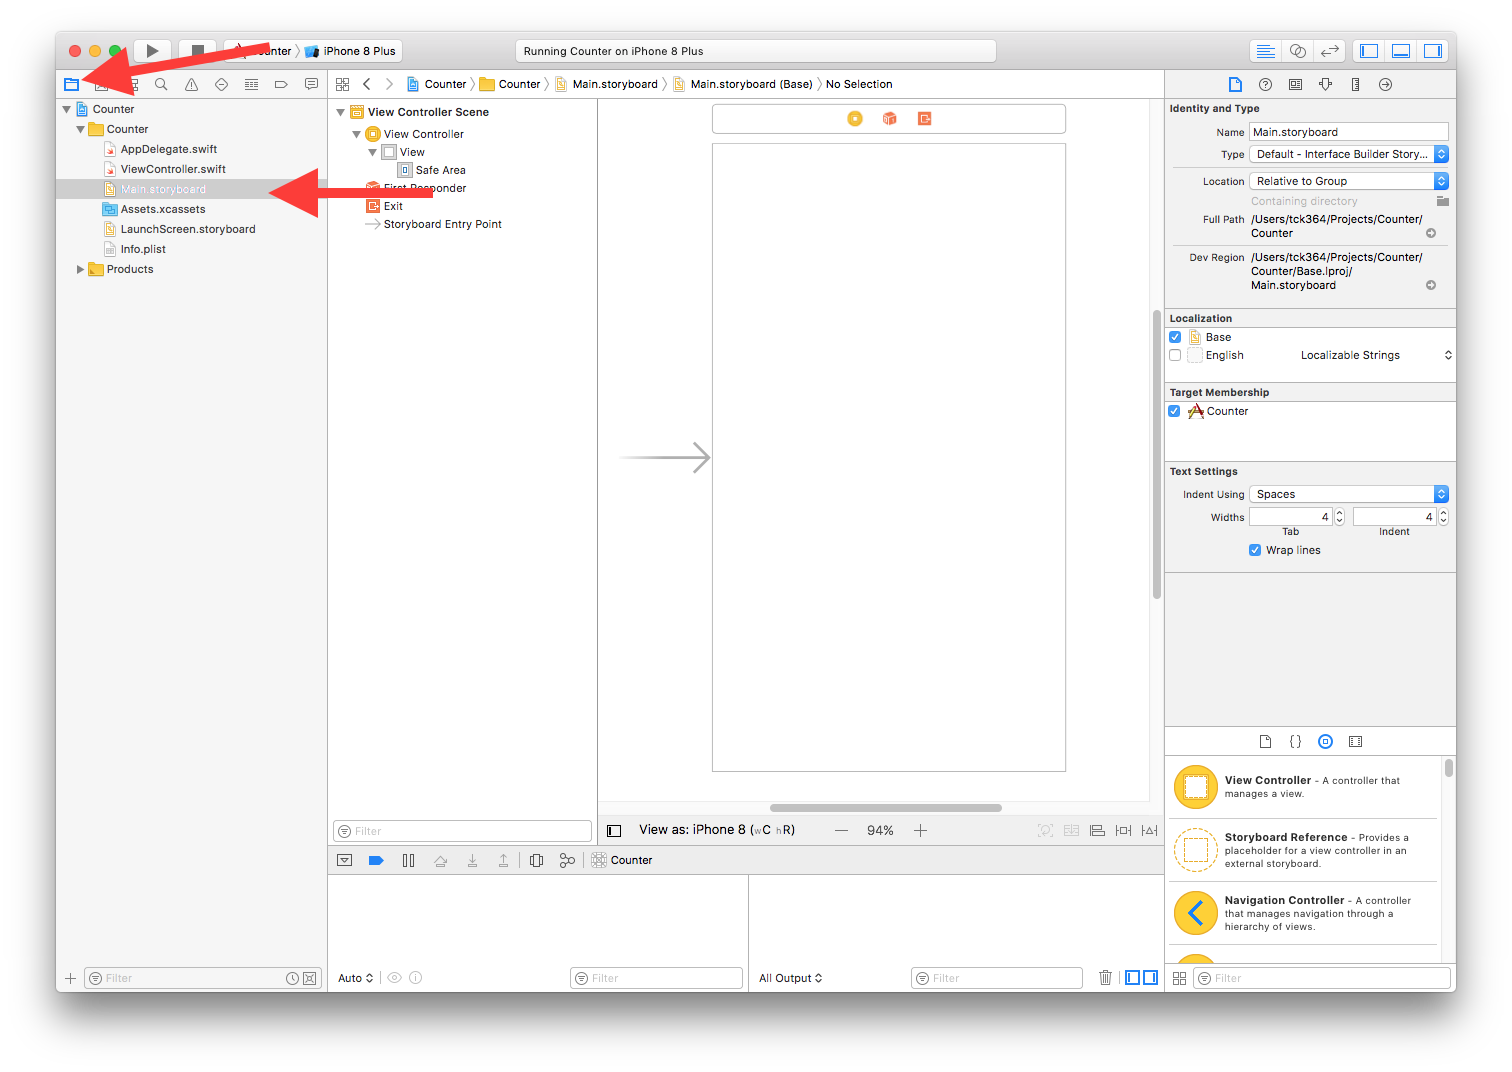 Counter
iPhone 8 Plus
Running Counter on iPhone 8 Plus
Counter
Counter
Main.storyboard
Main.storyboard (Base)
No Selection
Counter
Counter
AppDelegate.swift
ViewController.swift
Main.storyboard
Assets.xcassets
LaunchScreen.storyboard
Info.plist
Products
Filter
View Controller Scene
View Controller
View
Safe Area
First Responder
Exit
Storyboard Entry Point
Filter
View as: iPhone 8 (wC hR)
94%
Counter
Auto
Filter
All Output
Filter
Identity and Type
Name Main.storyboard
Type Default - Interface Builder Story...
Location Relative to Group
Containing directory
Full Path /Users/tck364/Projects/Counter/
Counter
Dev Region /Users/tck364/Projects/Counter/
Counter/Base.lproj/
Main.storyboard
Localization
Base
English Localizable Strings
Target Membership
Counter
Text Settings
Indent Using Spaces
Widths 4 4
Tab Indent
Wrap lines
{}
View Controller - A controller that
manages a view.
Storyboard Reference - Provides a
placeholder for a view controller in an
external storyboard.
Navigation Controller - A controller
that manages navigation through a
hierarchy of views.
Filter